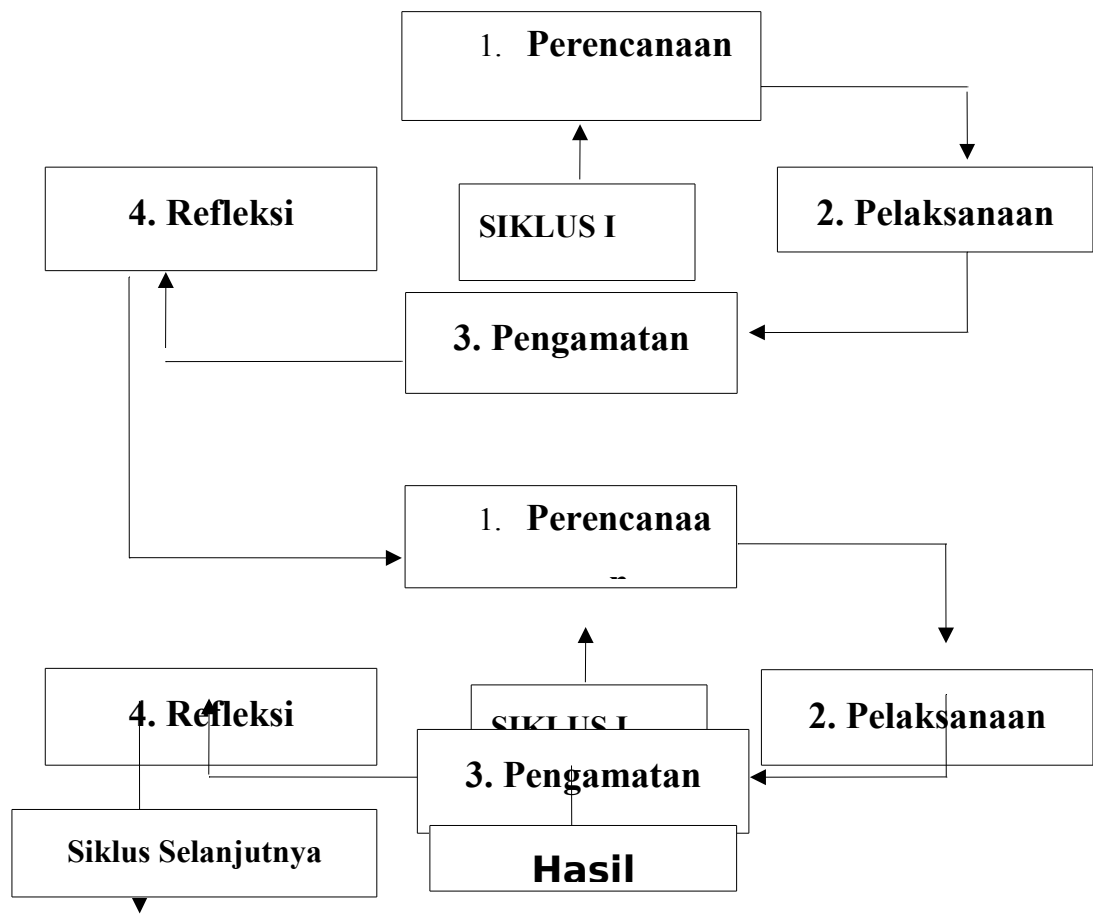 1. Perencanaan
4. Refleksi
SIKLUS I
2. Pelaksanaan
3. Pengamatan
1. Perencanaa
n
4. Refleksi
SIKLUS I
2. Pelaksanaan
3. Pengamatan
Siklus Selanjutnya
Hasil